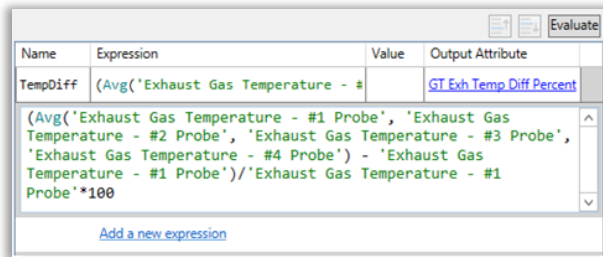 Evaluate
Name Expression Value Output Attribute
TempDiff (Avg('Exhaust Gas Temperature - # GT Exh Temp Diff Percent
(Avg('Exhaust Gas Temperature - #1 Probe', 'Exhaust Gas
Temperature - #2 Probe', 'Exhaust Gas Temperature - #3 Probe',
'Exhaust Gas Temperature - #4 Probe') - 'Exhaust Gas
Temperature - #1 Probe')/'Exhaust Gas Temperature - #1
Probe'*100
Add a new expression